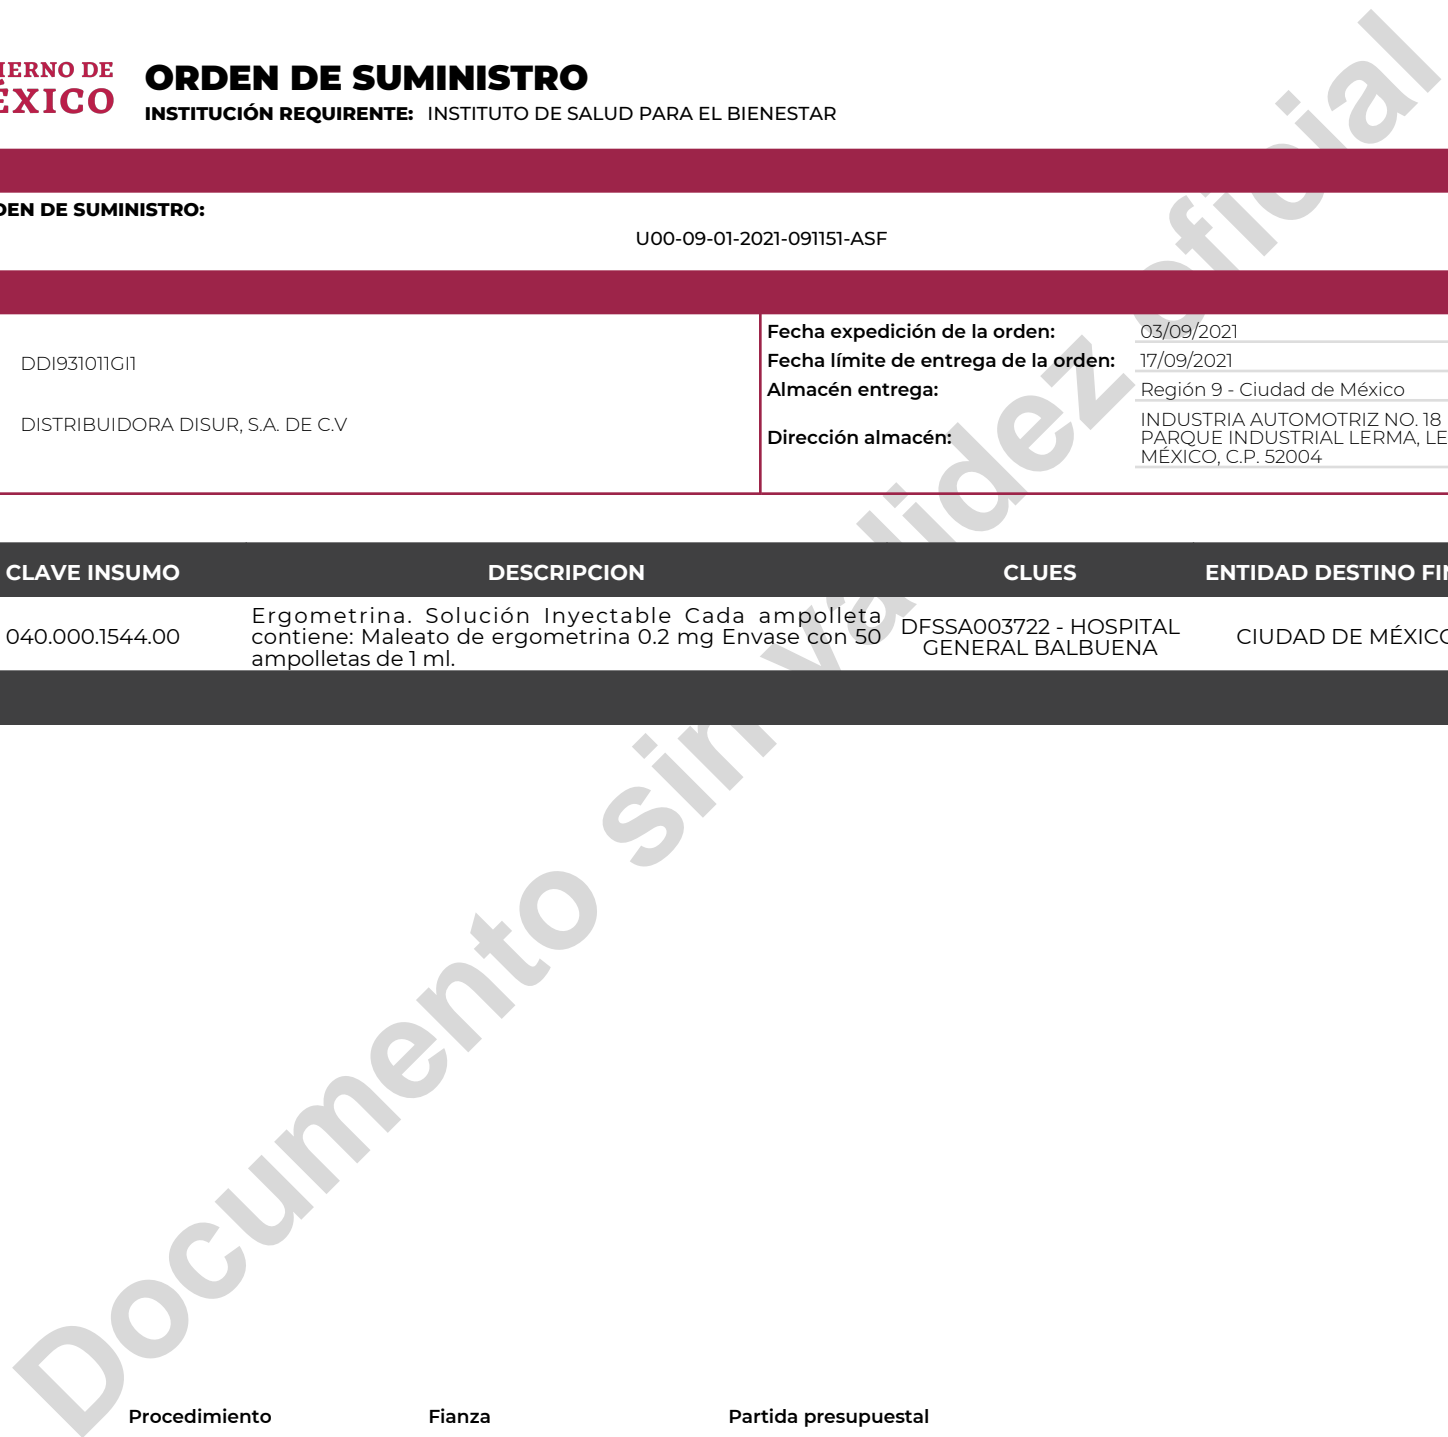 IERNO DE
ÉXICO
ORDEN DE SUMINISTRO
INSTITUCIÓN REQUIRENTE: INSTITUTO DE SALUD PARA EL BIENESTAR
DEN DE SUMINISTRO:
U00-09-01-2021-091151-ASF
DDI931011GI1
DISTRIBUIDORA DISUR, S.A. DE C.V
Fecha expedición de la orden: 03/09/2021
Fecha límite de entrega de la orden: 17/09/2021
Almacén entrega: Región 9 - Ciudad de México
Dirección almacén:
INDUSTRIA AUTOMOTRIZ NO. 18
PARQUE INDUSTRIAL LERMA, LE
MÉXICO, C.P. 52004
CLAVE INSUMO DESCRIPCION CLUES ENTIDAD DESTINO FIN
040.000.1544.00
Ergometrina. Solución Inyectable Cada ampolleta
contiene: Maleato de ergometrina 0.2 mg Envase con 50
ampolletas de 1 ml.
DFSSA003722 - HOSPITAL
GENERAL BALBUENA
CIUDAD DE MÉXICO
Documento sin validez oficial
Procedimiento Fianza Partida presupuestal